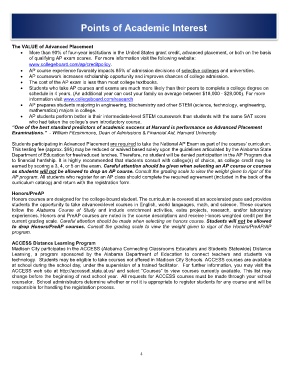 Points of Academic Interest
The VALUE of Advanced Placement
• More than 90% of four-year institutions in the United States grant credit, advanced placement, or both on the basis
of qualifying AP exam scores. For more information visit the following website:
www.collegeboard.com/ap/creditpolicy.
• AP course experience favorably impacts 85% of admission decisions of selective colleges and universities.
• AP coursework increases scholarship opportunity and improves chances of college admission.
• The cost of the AP exam is less than most college textbooks.
• Students who take AP courses and exams are much more likely than their peers to complete a college degree on
schedule in 4 years. (An additional year can cost your family on average between $18,000 - $28,000). For more
information visit www.collegeboard.com/research
• AP prepares students majoring in engineering, biochemistry and other STEM (science, technology, engineering,
mathematics) majors in college.
• AP students perform better in their intermediate-level STEM coursework than students with the same SAT score
who had taken the college's own introductory course.
"One of the best standard predictors of academic success at Harvard is performance on Advanced Placement
Examinations." - William Fitzsimmons, Dean of Admissions & Financial Aid, Harvard University
Students participating in Advanced Placement are required to take the National AP Exam as part of the courses' curriculum.
This testing fee (approx. $94) may be reduced or waived based upon the guidelines articulated by the Alabama State
Department of Education for free/reduced lunches. Therefore, no student will be denied participation in the AP Program due
to financial hardship. It is highly recommended that students consult with college(s) of choice, as college credit may be
earned by scoring a 3, 4, or 5 on the exam. Careful attention should be given when selecting an AP course or courses
as students will not be allowed to drop an AP course. Consult the grading scale to view the weight given to rigor of the
AP program. All students who register for an AP class should complete the required agreement (included in the back of the
curriculum catalog) and return with the registration form.
Honors/PreAP
Honors courses are designed for the college-bound student. The curriculum is covered at an accelerated pace and provides
students the opportunity to take advanced courses in English, world languages, math, and science. These courses
follow the Alabama Course of Study and include enrichment activities, extra projects, research, and/or laboratory
experiences. Honors and PreAP courses are noted in the course descriptions and receive Honors weighted credit per the
current grading scale. Careful attention should be made when selecting an honors course. Students will not be allowed
to drop Honors/PreAP courses. Consult the grading scale to view the weight given to rigor of the Honors/PreAP/AP
program.
ACCESS Distance Learning Program
Madison City participates in the ACCESS (Alabama Connecting Classrooms Educators and Students Statewide) Distance
Learning, a program sponsored by the Alabama Department of Education to connect teachers and students via
technology. Students may be eligible to take courses not offered in Madison City Schools. ACCESS courses are available
at school during the school day, under the supervision of a trained facilitator. For further information, you may visit the
ACCESS web site at http://accessdl.state.al.us/ and select "Courses" to view courses currently available. This list may
change before the beginning of next school year. All requests for ACCESS courses must be made through your school
counselor. School administrators determine whether or not it is appropriate to register students for any course and will be
responsible for handling the registration process.